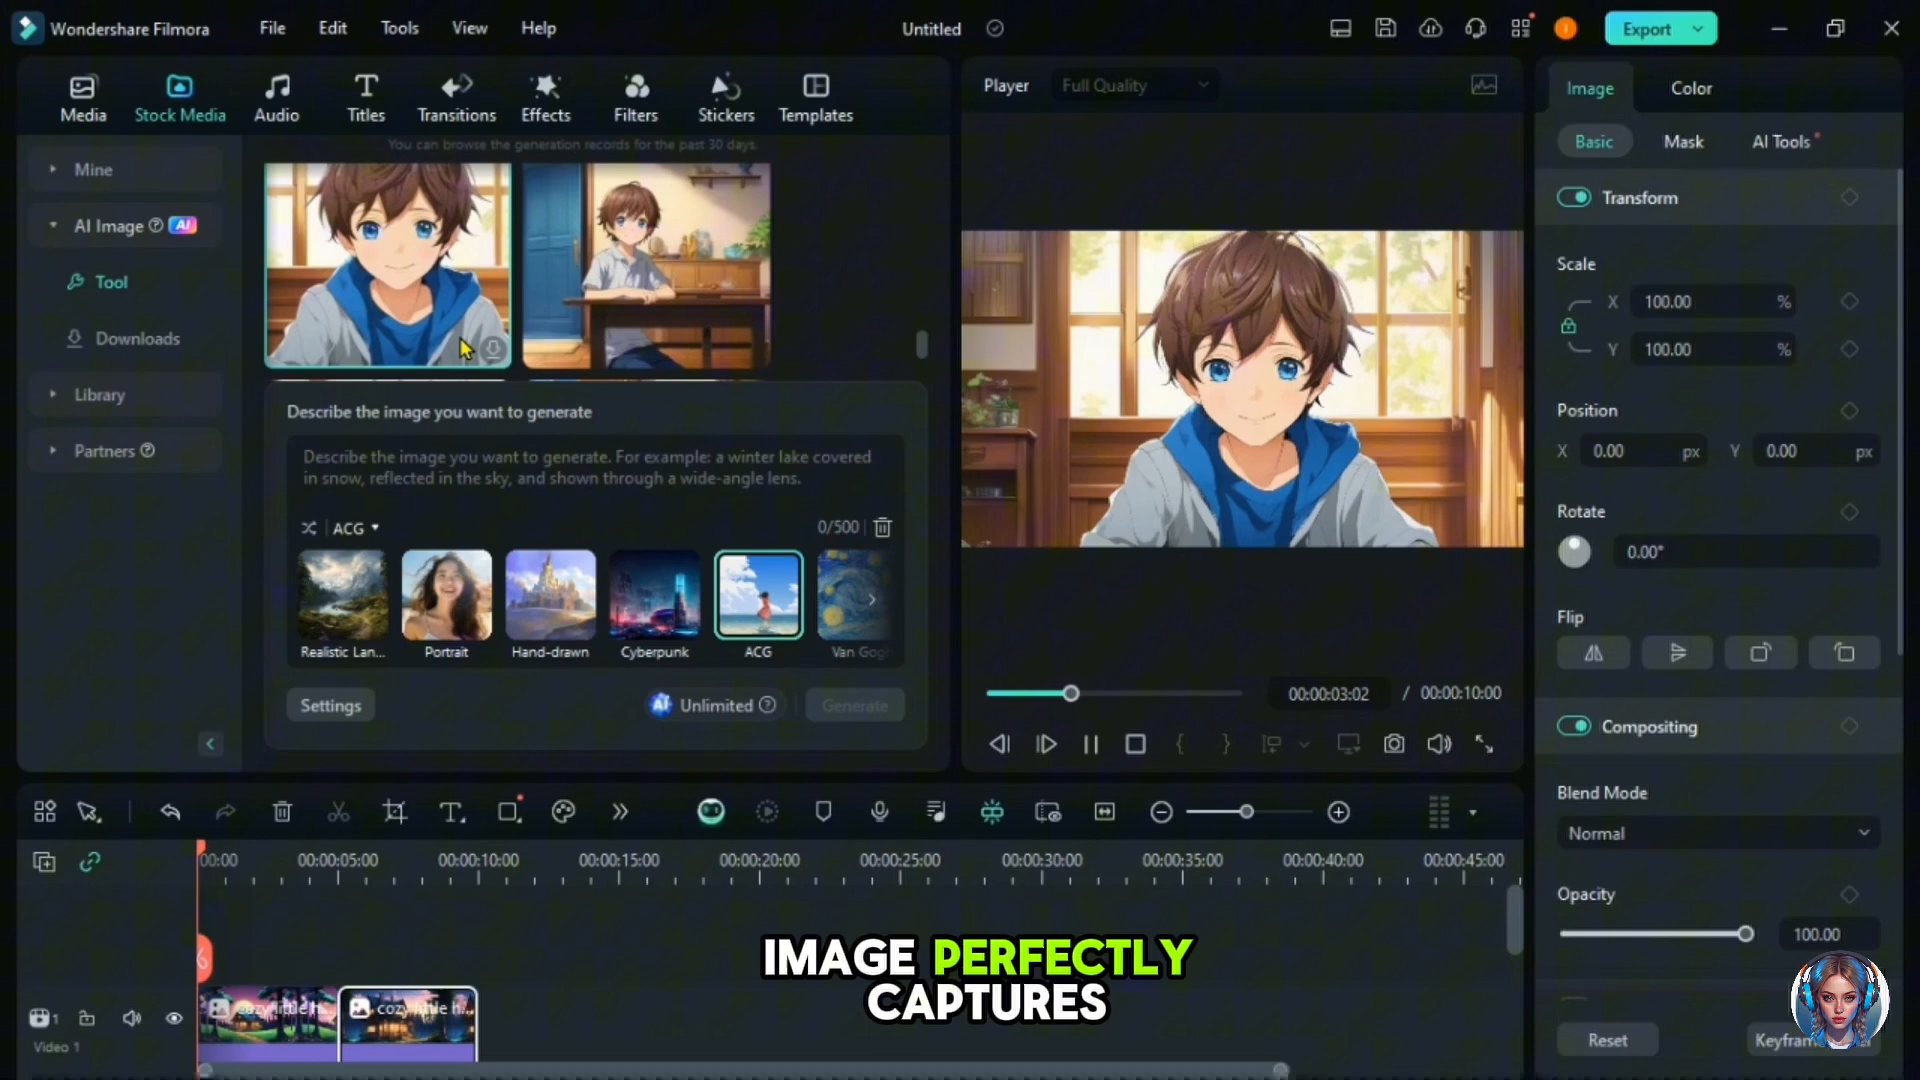 Wondershare Filmora File Edit Tools View Help Untitled Export
Media Stock Media Audio Titles Transitions Effects Filters Stickers Templates
You can browse the generation records for the past 30 days.
Mine
AI Image AI
Tool
Downloads
Library
Partners
Describe the image you want to generate
Describe the image you want to generate. For example: a winter lake covered
in snow, reflected in the sky, and shown through a wide-angle lens.
ACG 0/500
Realistic Lan... Portrait Hand-drawn Cyberpunk ACG Van Gogh
Settings AI Unlimited Generate
Player Full Quality
00:00:03:02 / 00:00:10:00
Image Color
Basic Mask AI Tools
Transform
Scale
X 100.00 %
Y 100.00 %
Position
X 0.00 px Y 0.00 px
Rotate
0.00°
Flip
Compositing
Blend Mode
Normal
Opacity
100.00
Reset
00:00 00:00:05:00 00:00:10:00 00:00:15:00 00:00:20:00 00:00:25:00 00:00:30:00 00:00:35:00 00:00:40:00 00:00:45:00
cozy little h... cozy little h...
1
Video 1
IMAGE PERFECTLY
CAPTURES